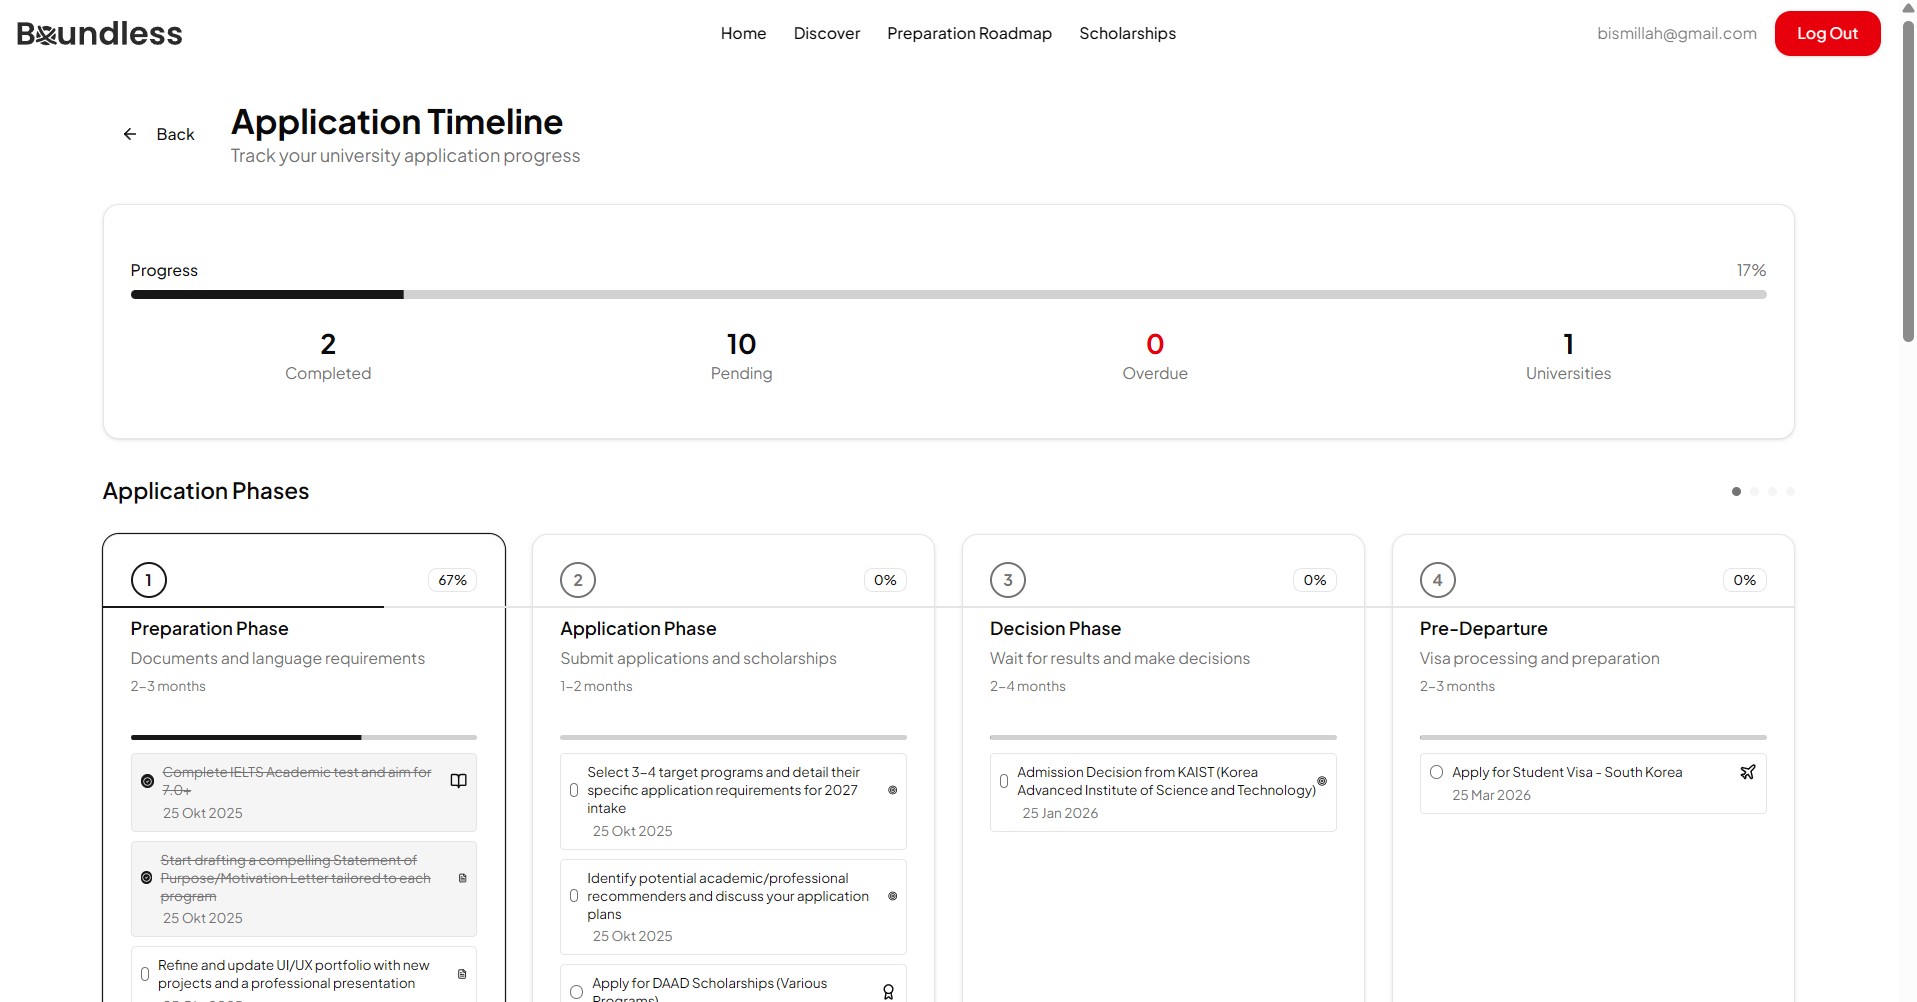 Boundless
Home
Discover
Preparation Roadmap
Scholarships
bismillah@gmail.com
Log Out
Back
Application Timeline
Track your university application progress
Progress
17%
2
Completed
10
Pending
0
Overdue
1
Universities
Application Phases
1
67%
Preparation Phase
Documents and language requirements
2–3 months
Complete IELTS Academic test and aim for
7.0+
25 Okt 2025
Start drafting a compelling Statement of
Purpose/Motivation Letter tailored to each
program
25 Okt 2025
Refine and update UI/UX portfolio with new
projects and a professional presentation
2
0%
Application Phase
Submit applications and scholarships
1–2 months
Select 3–4 target programs and detail their
specific application requirements for 2027
intake
25 Okt 2025
Identify potential academic/professional
recommenders and discuss your application
plans
25 Okt 2025
Apply for DAAD Scholarships (Various
Programs)
3
0%
Decision Phase
Wait for results and make decisions
2–4 months
Admission Decision from KAIST (Korea
Advanced Institute of Science and Technology)
25 Jan 2026
4
0%
Pre-Departure
Visa processing and preparation
2–3 months
Apply for Student Visa - South Korea
25 Mar 2026